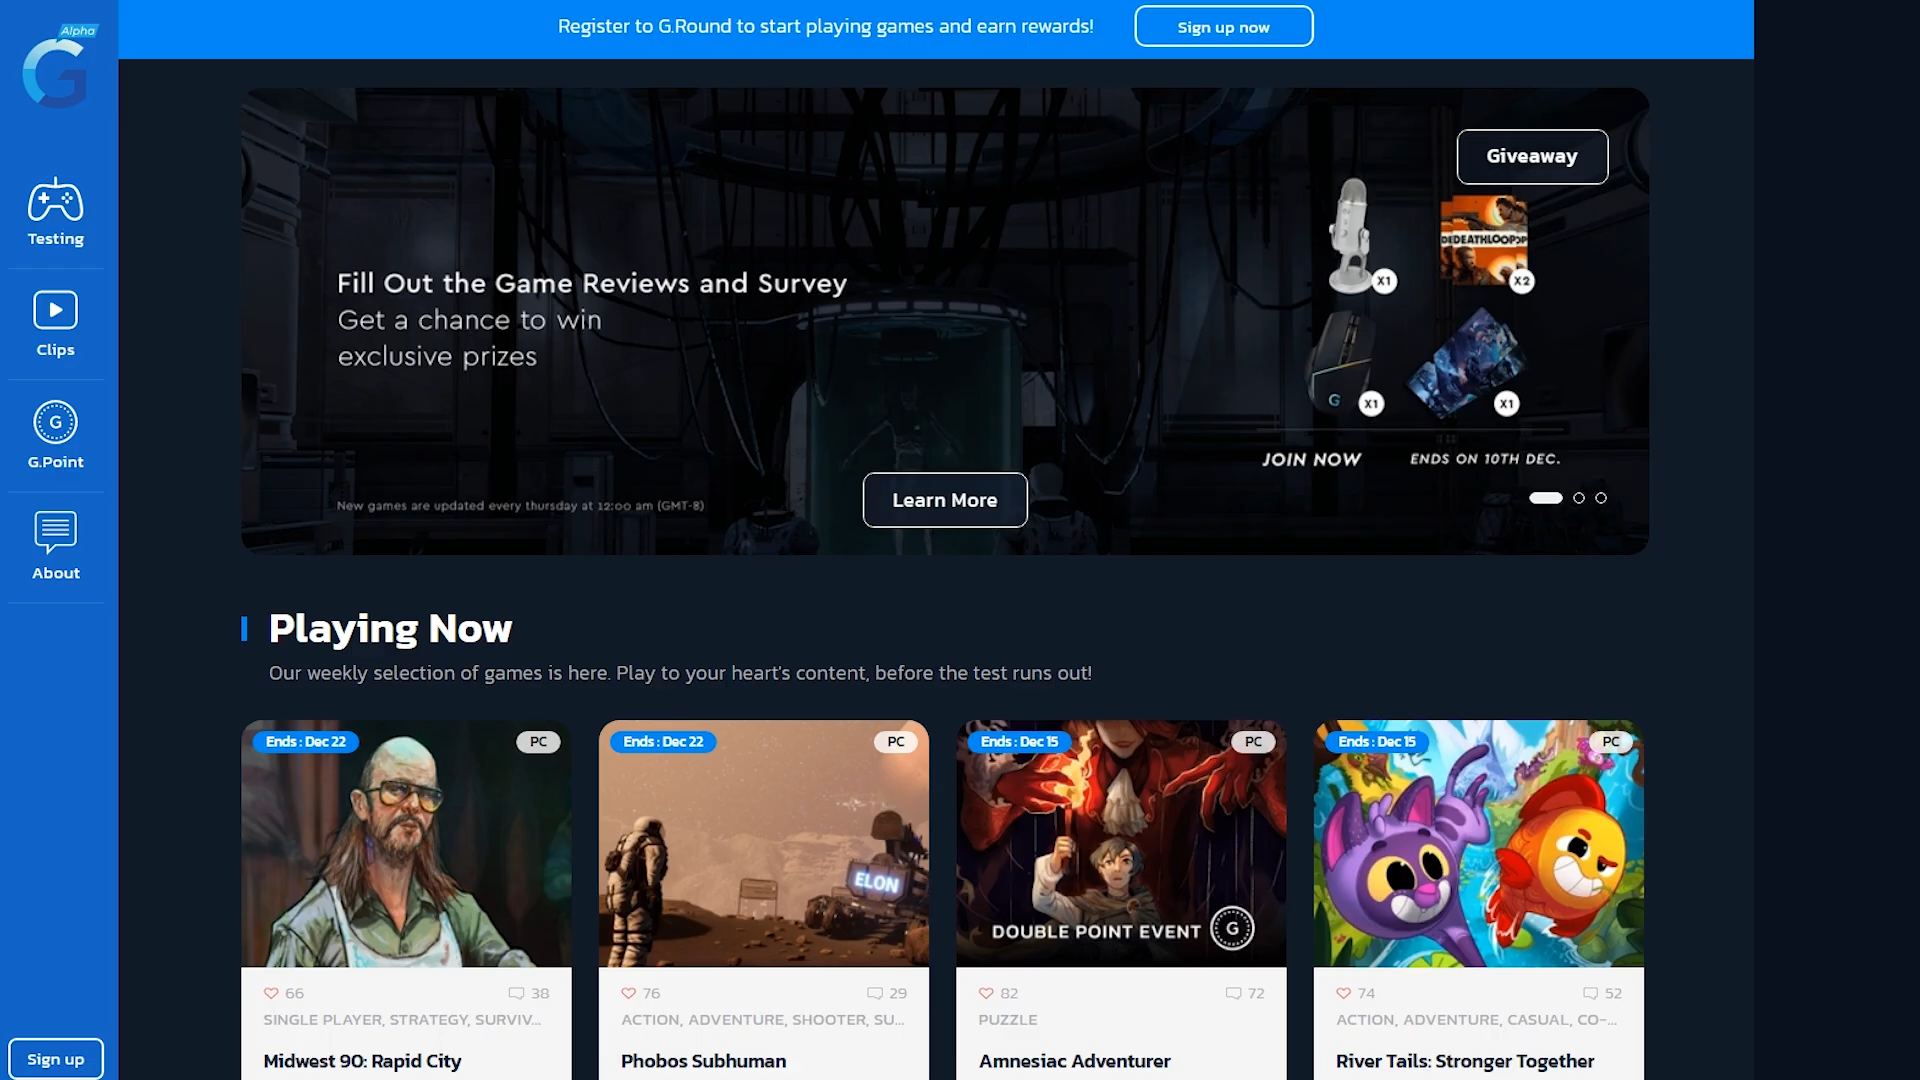 Register to G.Round to start playing games and earn rewards!
Sign up now
Alpha
G
Testing
Clips
G
G.Point
About
Sign up
Giveaway
Fill Out the Game Reviews and Survey
Get a chance to win
exclusive prizes
New games are updated every thursday at 12:00 am (GMT-8)
Learn More
X1
DEATHLOOP
X2
G
X1
X1
JOIN NOW
ENDS ON 10TH DEC.
Playing Now
Our weekly selection of games is here. Play to your heart's content, before the test runs out!
Ends : Dec 22
PC
66
38
SINGLE PLAYER, STRATEGY, SURVIV...
Midwest 90: Rapid City
Ends : Dec 22
PC
ELON
76
29
ACTION, ADVENTURE, SHOOTER, SU...
Phobos Subhuman
Ends : Dec 15
PC
DOUBLE POINT EVENT
G
82
72
PUZZLE
Amnesiac Adventurer
Ends : Dec 15
PC
74
52
ACTION, ADVENTURE, CASUAL, CO-...
River Tails: Stronger Together